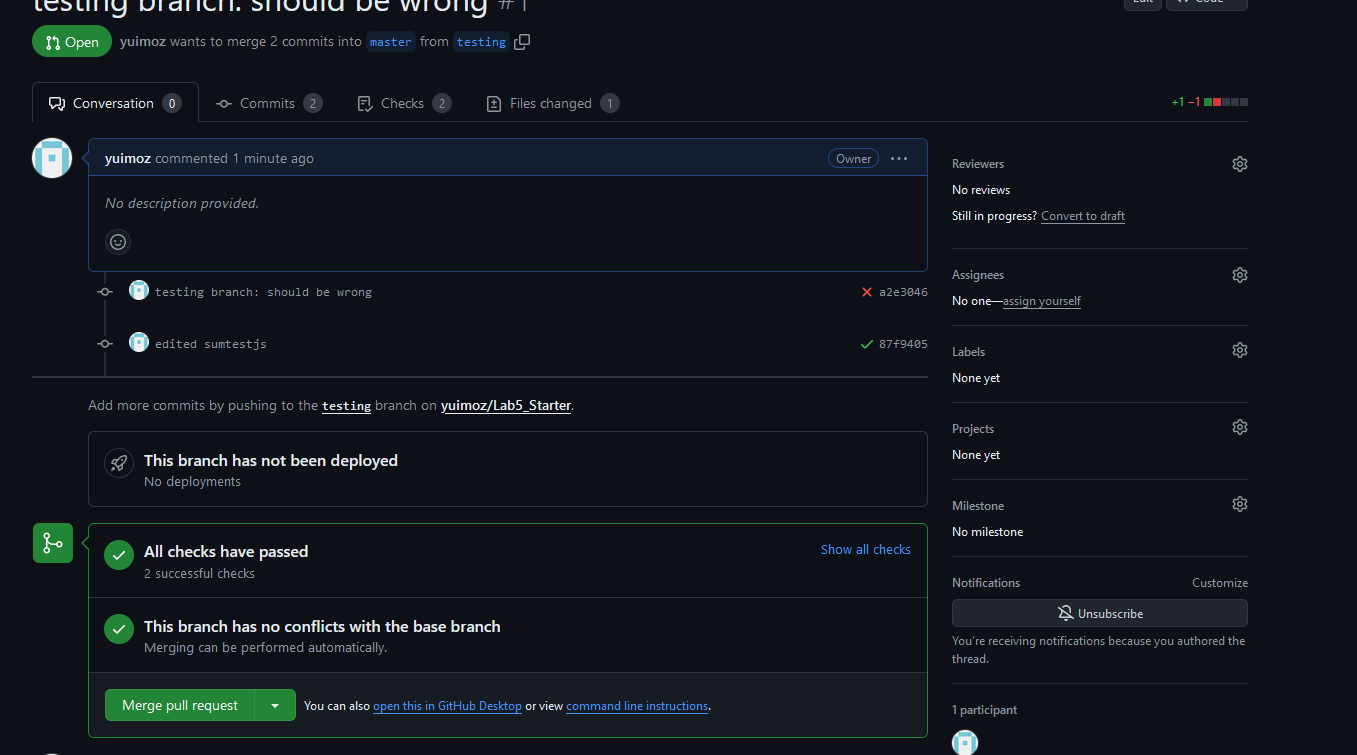 testing branch: should be wrong #1
Edit
<> Code
Open
yuimoz wants to merge 2 commits into master from testing
Conversation 0
Commits 2
Checks 2
Files changed 1
+1 −1
yuimoz commented 1 minute ago
Owner
No description provided.
testing branch: should be wrong
a2e3046
edited sumtestjs
87f9405
Add more commits by pushing to the testing branch on yuimoz/Lab5_Starter.
This branch has not been deployed
No deployments
All checks have passed
Show all checks
2 successful checks
This branch has no conflicts with the base branch
Merging can be performed automatically.
Merge pull request
You can also open this in GitHub Desktop or view command line instructions.
Reviewers
No reviews
Still in progress? Convert to draft
Assignees
No one—assign yourself
Labels
None yet
Projects
None yet
Milestone
No milestone
Notifications
Customize
Unsubscribe
You're receiving notifications because you authored the
thread.
1 participant